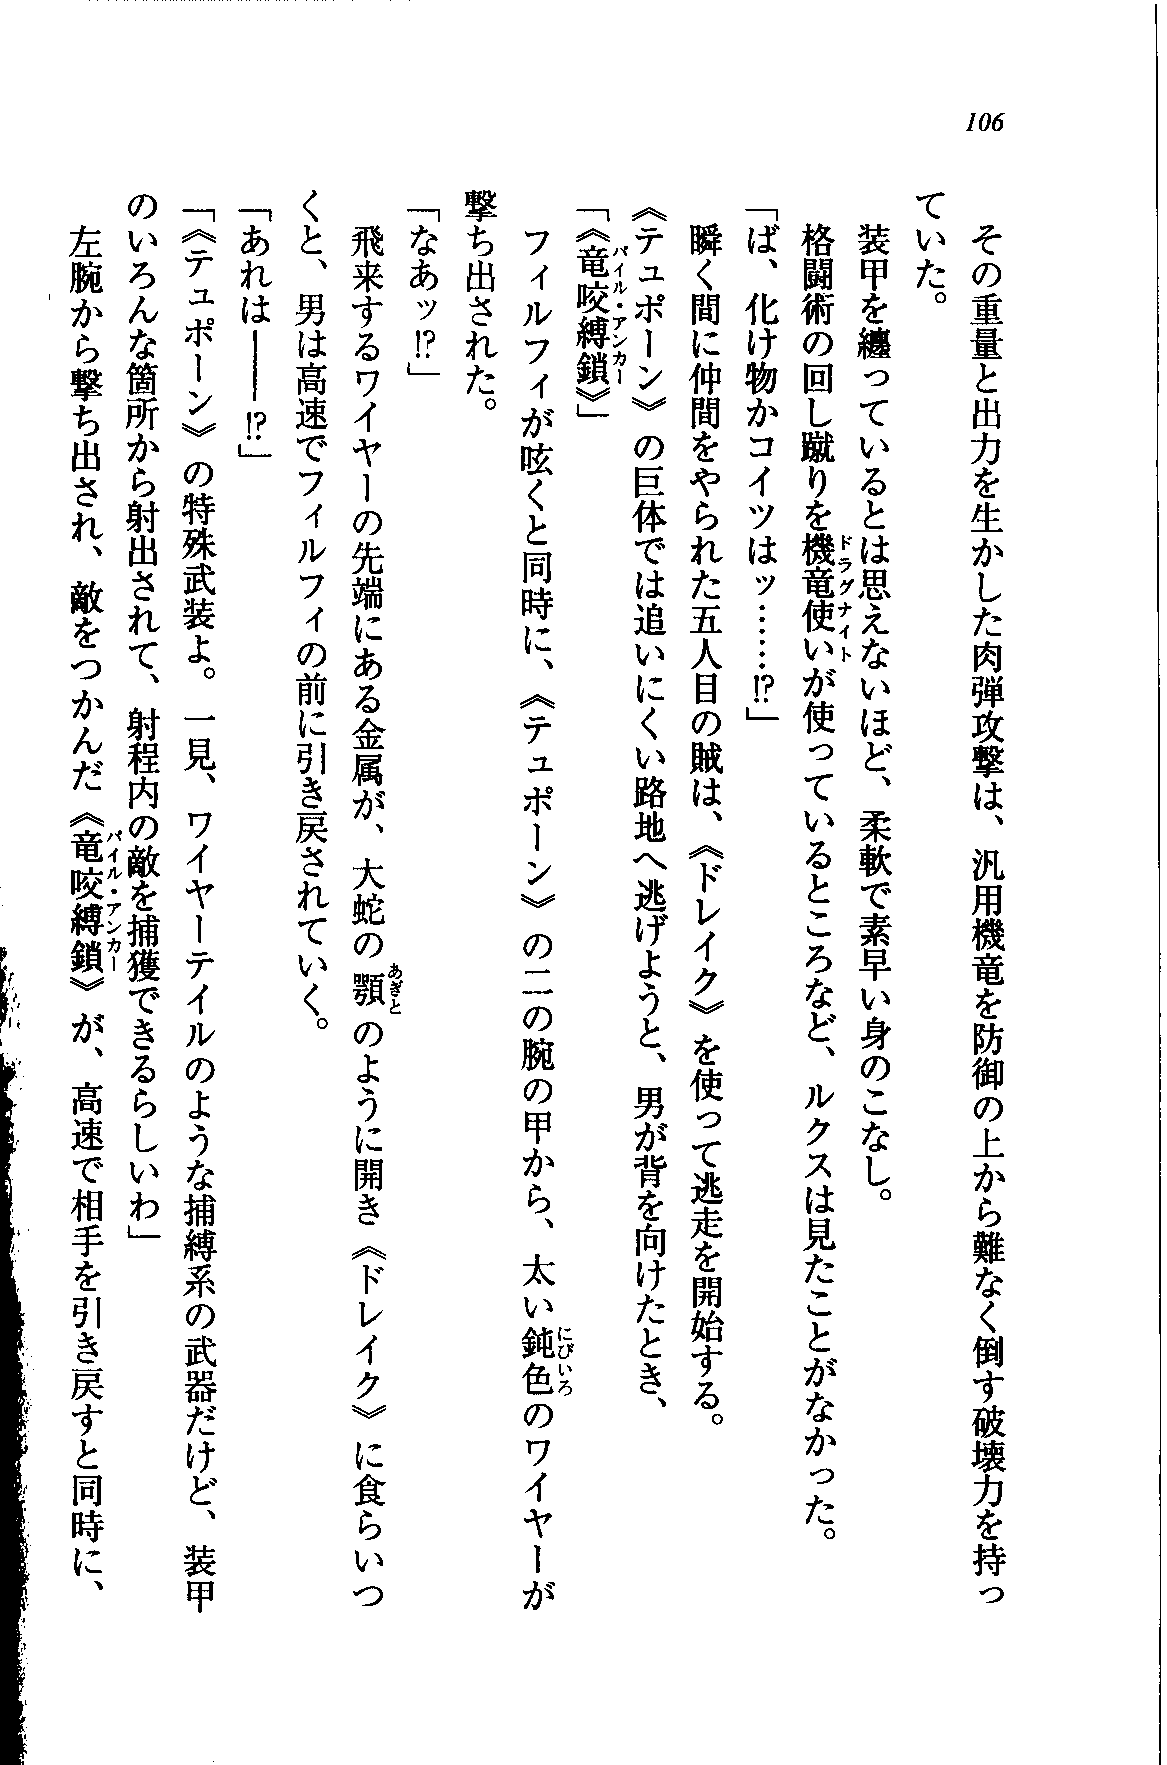 106
その重量と出力を生かした肉弾攻撃は、汎用機竜を防御の上から難なく倒す破壊力を持っ
ていた。
装甲を纏っているとは思えないほど、柔軟で素早い身のこなし。
格闘術の回し蹴りを機竜使いが使っているところなど、ルクスは見たことがなかった。
ドラグナイト
「ば、化け物かコイツはッ……!?」
瞬く間に仲間をやられた五人目の賊は、《ドレイク》を使って逃走を開始する。
《テュポーン》の巨体では追いにくい路地へ逃げようと、男が背を向けたとき、
「《竜咬縛鎖》」
パイル・アンカー
フィルフィが呟くと同時に、《テュポーン》の二の腕の甲から、太い鈍色のワイヤーが
にびいろ
撃ち出された。
「なあッ!?」
飛来するワイヤーの先端にある金属が、大蛇の顎のように開き《ドレイク》に食らいつ
あぎと
くと、男は高速でフィルフィの前に引き戻されていく。
「あれは――!?」
「《テュポーン》の特殊武装よ。一見、ワイヤーテイルのような捕縛系の武器だけど、装甲
のいろんな箇所から射出されて、射程内の敵を捕獲できるらしいわ」
左腕から撃ち出され、敵をつかんだ《竜咬縛鎖》が、高速で相手を引き戻すと同時に、
パイル・アンカー